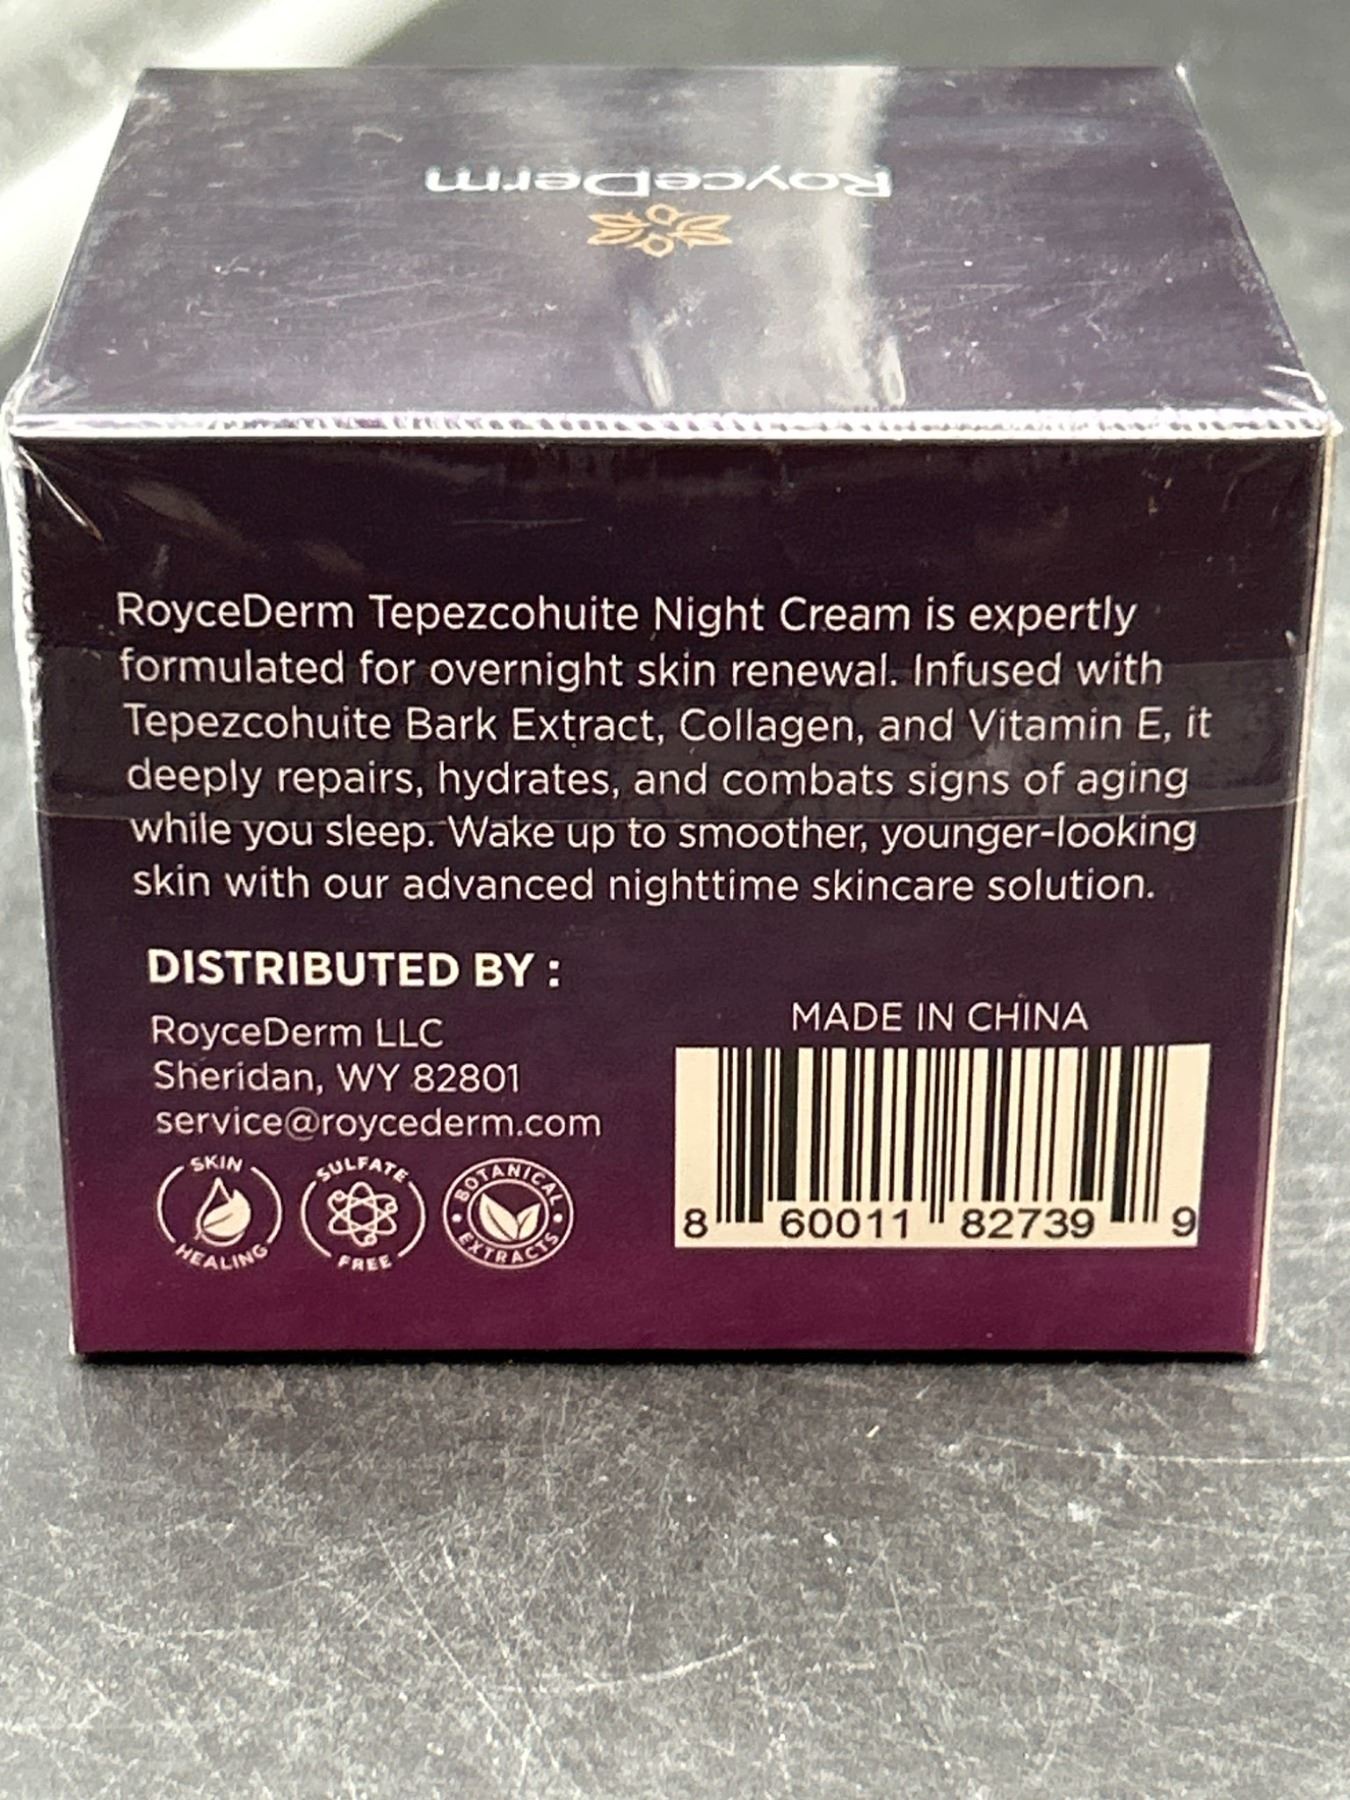 RoyceDerm
RoyceDerm Tepezcohuite Night Cream is expertly
formulated for overnight skin renewal. Infused with
Tepezcohuite Bark Extract, Collagen, and Vitamin E, it
deeply repairs, hydrates, and combats signs of aging
while you sleep. Wake up to smoother, younger-looking
skin with our advanced nighttime skincare solution.
DISTRIBUTED BY :
RoyceDerm LLC
Sheridan, WY 82801
service@roycederm.com
SKIN HEALING
SULFATE FREE
BOTANICAL EXTRACTS
MADE IN CHINA
8 60011 82739 9